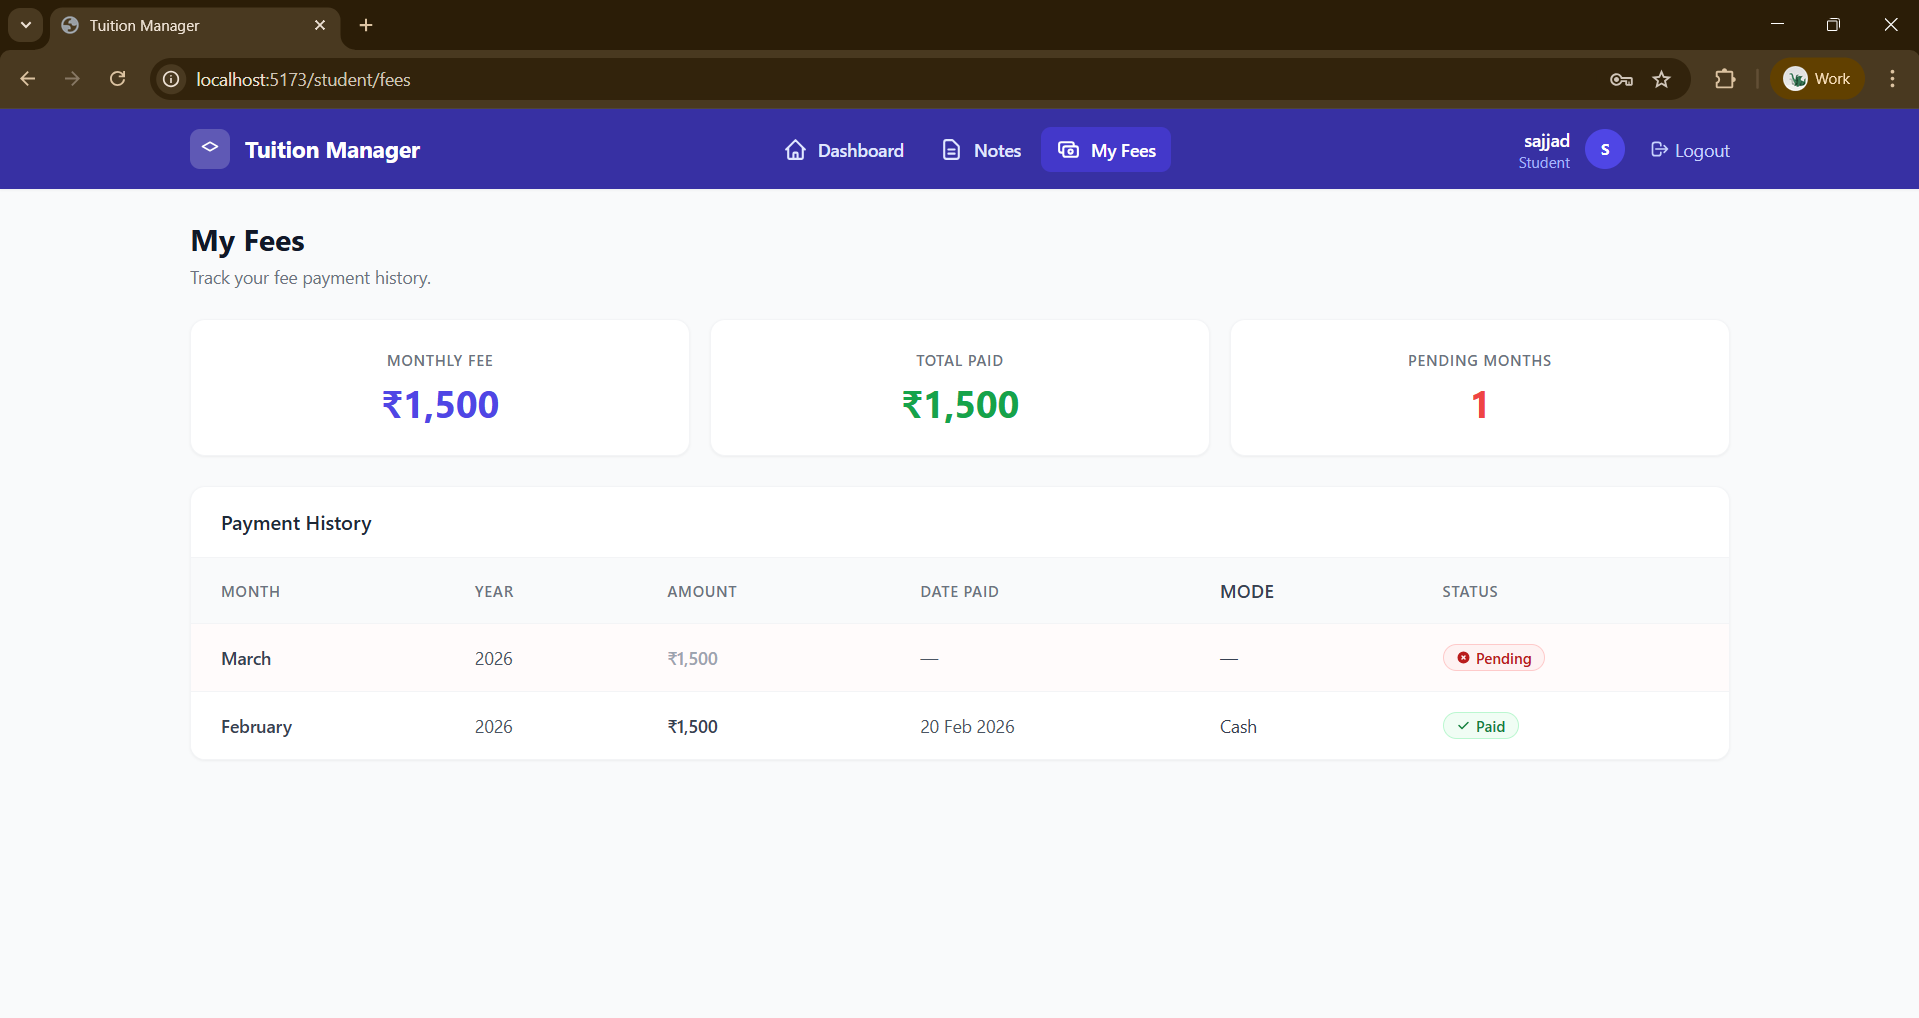 Tuition Manager
localhost:5173/student/fees
Work
Tuition Manager
Dashboard
Notes
My Fees
sajjad
Student
S
Logout
My Fees
Track your fee payment history.
MONTHLY FEE
₹1,500
TOTAL PAID
₹1,500
PENDING MONTHS
1
Payment History
MONTH YEAR AMOUNT DATE PAID MODE STATUS
March 2026 ₹1,500 — — Pending
February 2026 ₹1,500 20 Feb 2026 Cash Paid